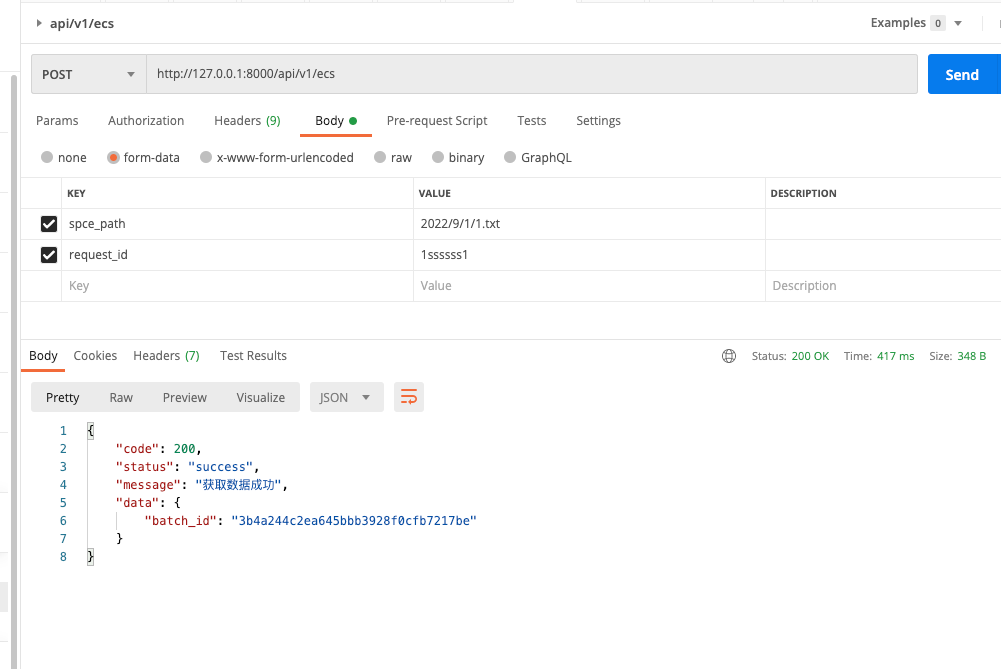 api/v1/ecs
Examples 0
POST http://127.0.0.1:8000/api/v1/ecs Send
Params Authorization Headers (9) Body Pre-request Script Tests Settings
none form-data x-www-form-urlencoded raw binary GraphQL
KEY VALUE DESCRIPTION
spce_path 2022/9/1/1.txt
request_id 1ssssss1
Key Value Description
Body Cookies Headers (7) Test Results Status: 200 OK Time: 417 ms Size: 348 B
Pretty Raw Preview Visualize JSON
1 {
2 "code": 200,
3 "status": "success",
4 "message": "获取数据成功",
5 "data": {
6 "batch_id": "3b4a244c2ea645bbb3928f0cfb7217be"
7 }
8 }